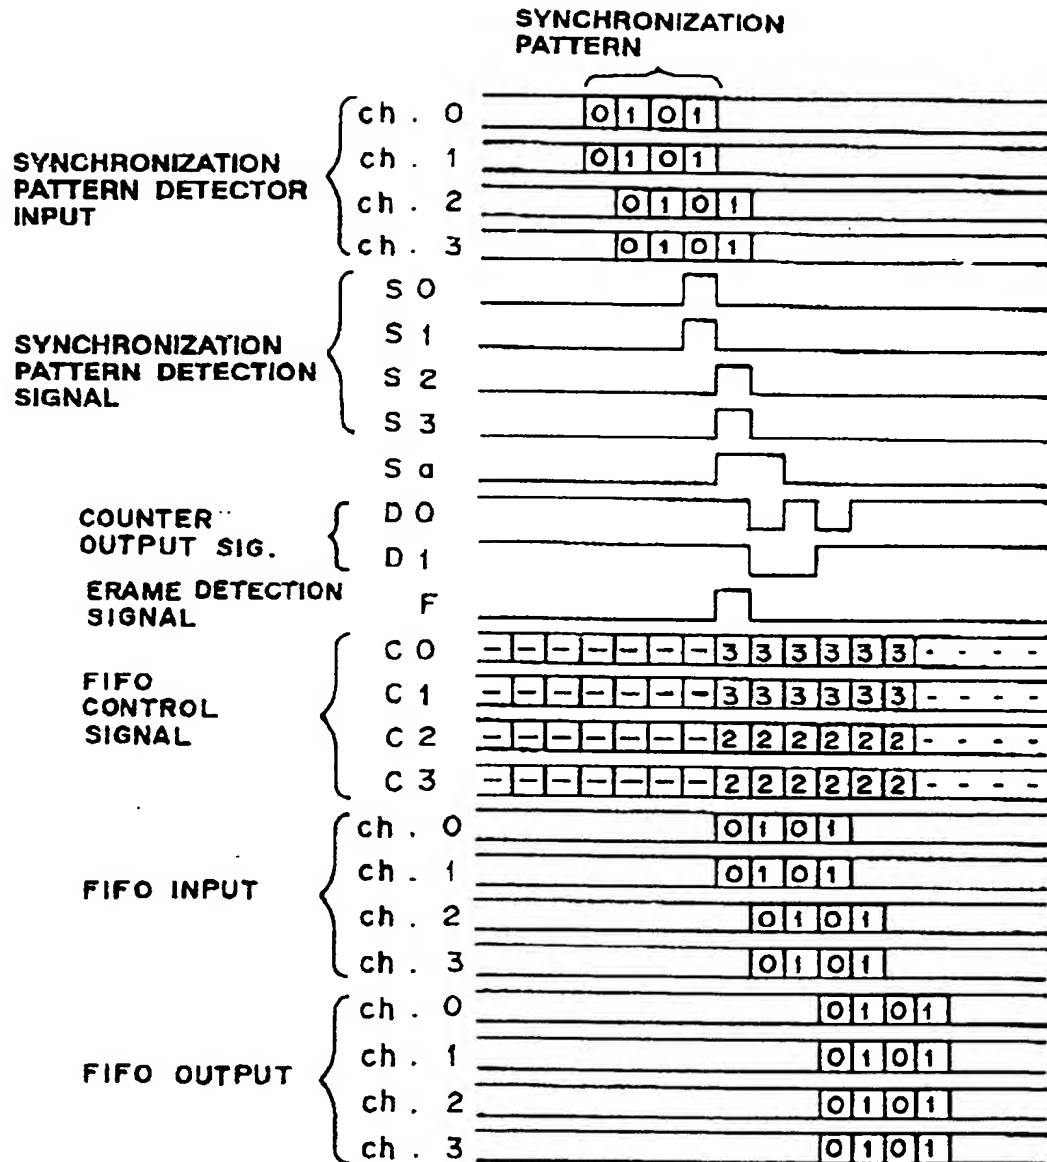 SYNCHRONIZATION
PATTERN
ch. 0 0 1 0 1
ch. 1 0 1 0 1
SYNCHRONIZATION
PATTERN DETECTOR
INPUT
ch. 2 0 1 0 1
ch. 3 0 1 0 1
S 0
S 1
SYNCHRONIZATION
PATTERN DETECTION
SIGNAL
S 2
S 3
S a
COUNTER
OUTPUT SIG.
D 0
D 1
ERAME DETECTION
SIGNAL
F
FIFO
CONTROL
SIGNAL
C 0 - - - - - - - 3 3 3 3 3 3 - - - -
C 1 - - - - - - - 3 3 3 3 3 3 - - - -
C 2 - - - - - - - 2 2 2 2 2 2 - - - -
C 3 - - - - - - - 2 2 2 2 2 2 - - - -
FIFO INPUT
ch. 0 0 1 0 1
ch. 1 0 1 0 1
ch. 2 0 1 0 1
ch. 3 0 1 0 1
FIFO OUTPUT
ch. 0 0 1 0 1
ch. 1 0 1 0 1
ch. 2 0 1 0 1
ch. 3 0 1 0 1